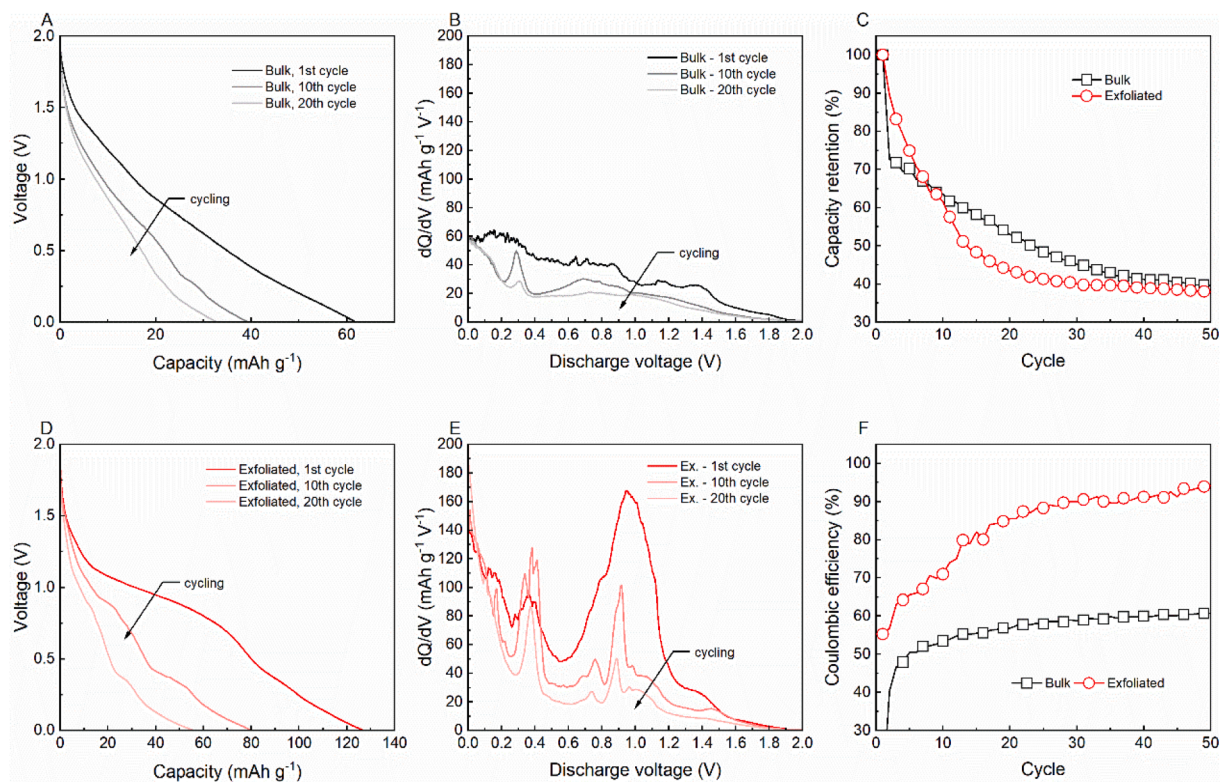 A
2.0
1.5
1.0
0.5
0.0
Voltage (V)
Bulk, 1st cycle
Bulk, 10th cycle
Bulk, 20th cycle
cycling
0 20 40 60
Capacity (mAh g⁻¹)
B
200
180
160
140
120
100
80
60
40
20
0
dQ/dV (mAh g⁻¹ V⁻¹)
Bulk - 1st cycle
Bulk - 10th cycle
Bulk - 20th cycle
cycling
0.0 0.2 0.4 0.6 0.8 1.0 1.2 1.4 1.6 1.8 2.0
Discharge voltage (V)
C
100
90
80
70
60
50
40
30
Capacity retention (%)
Bulk
Exfoliated
0 10 20 30 40 50
Cycle
D
2.0
1.5
1.0
0.5
0.0
Voltage (V)
Exfoliated, 1st cycle
Exfoliated, 10th cycle
Exfoliated, 20th cycle
cycling
0 20 40 60 80 100 120 140
Capacity (mAh g⁻¹)
E
200
180
160
140
120
100
80
60
40
20
0
dQ/dV (mAh g⁻¹ V⁻¹)
Ex. - 1st cycle
Ex. - 10th cycle
Ex. - 20th cycle
cycling
0.0 0.2 0.4 0.6 0.8 1.0 1.2 1.4 1.6 1.8 2.0
Discharge voltage (V)
F
100
90
80
70
60
50
40
30
Coulombic efficiency (%)
Bulk Exfoliated
0 10 20 30 40 50
Cycle